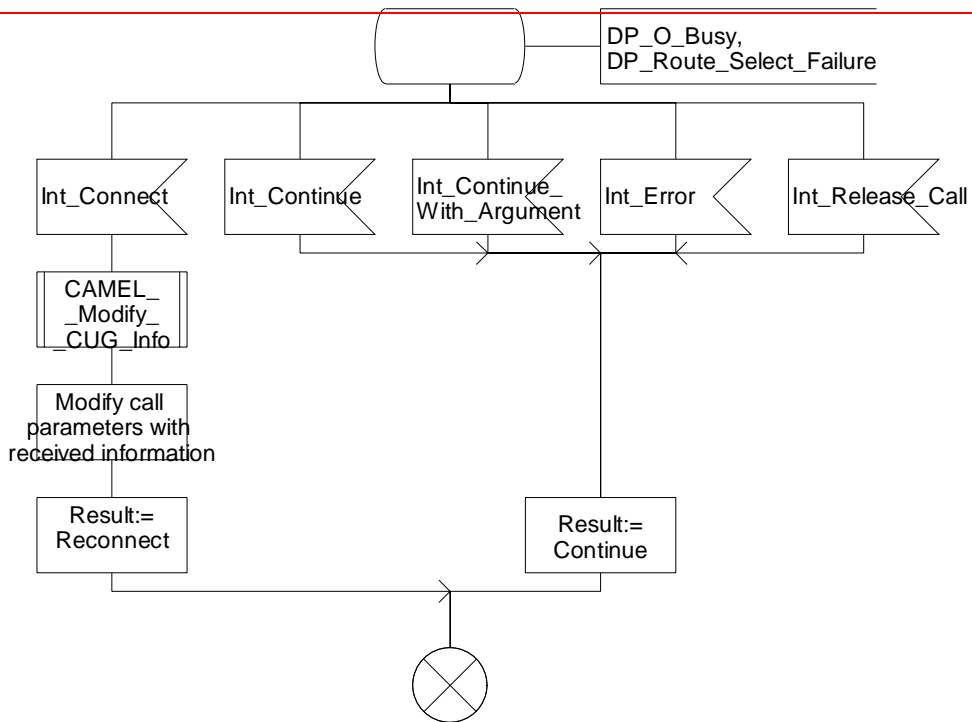 DP_O_Busy,
DP_Route_Select_Failure
Int_Connect
Int_Continue
Int_Continue_
With_Argument
Int_Error
Int_Release_Call
CAMEL_
_Modify_
_CUG_Info
Modify call
parameters with
received information
Result:=
Reconnect
Result:=
Continue